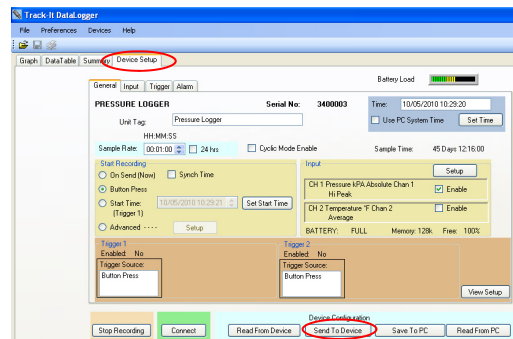 Track-It DataLogger
File Preferences Devices Help
Graph DataTable Summary Device Setup
General Input Trigger Alarm
Battery Load
PRESSURE LOGGER Serial No: 3400003
Time: 10/05/2010 10:29:20
Unit Tag: Pressure Logger
Use PC System Time Set Time
HH:MM:SS
Sample Rate: 00:01:00 24 hrs Cyclic Mode Enable Sample Time: 45 Days 12:16:00
Start Recording
On Send (Now) Synch Time
Button Press
Start Time: 10/05/2010 10:29:21 Set Start Time
(Trigger 1)
Advanced ---- Setup
Input
Setup
CH 1 Pressure kPA Absolute Chan 1 Enable
Hi Peak
CH 2 Temperature °F Chan 2 Enable
Average
BATTERY: FULL Memory: 128k Free: 100%
Trigger 1
Enabled: No
Trigger Source:
Button Press
Trigger 2
Enabled: No
Trigger Source:
Button Press
View Setup
Device Configuration
Stop Recording Connect Read From Device Send To Device Save To PC Read From PC